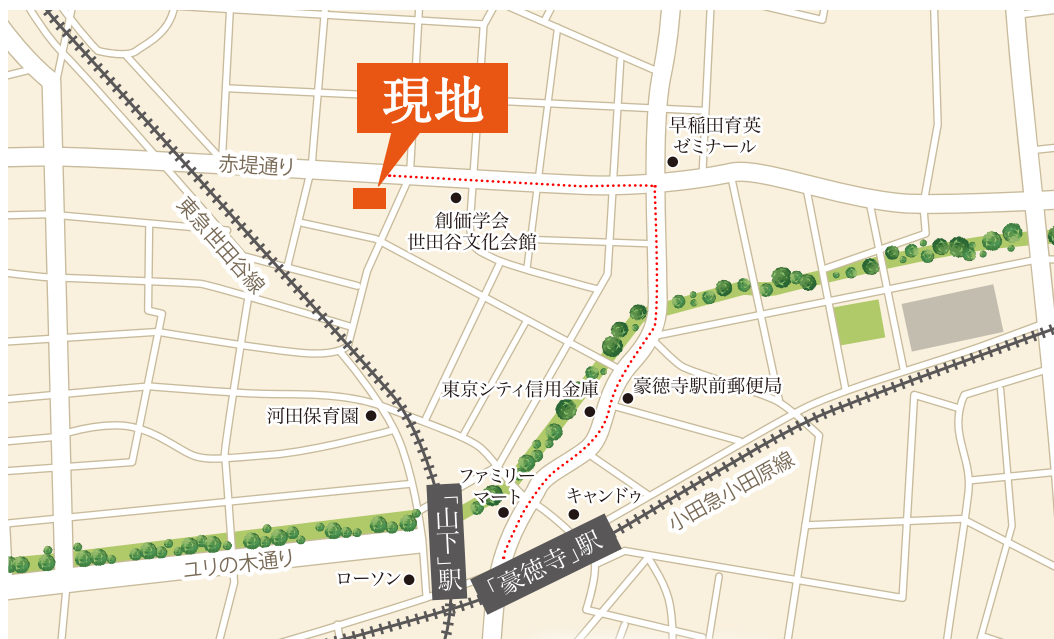 現地
早稲田育英
ゼミナール
赤堤通り
創価学会
世田谷文化会館
東急世田谷線
東京シティ信用金庫
豪徳寺駅前郵便局
河田保育園
ファミリー
マート
キャンドゥ
小田急小田原線
「山下」駅
「豪徳寺」駅
ユリの木通り
ローソン